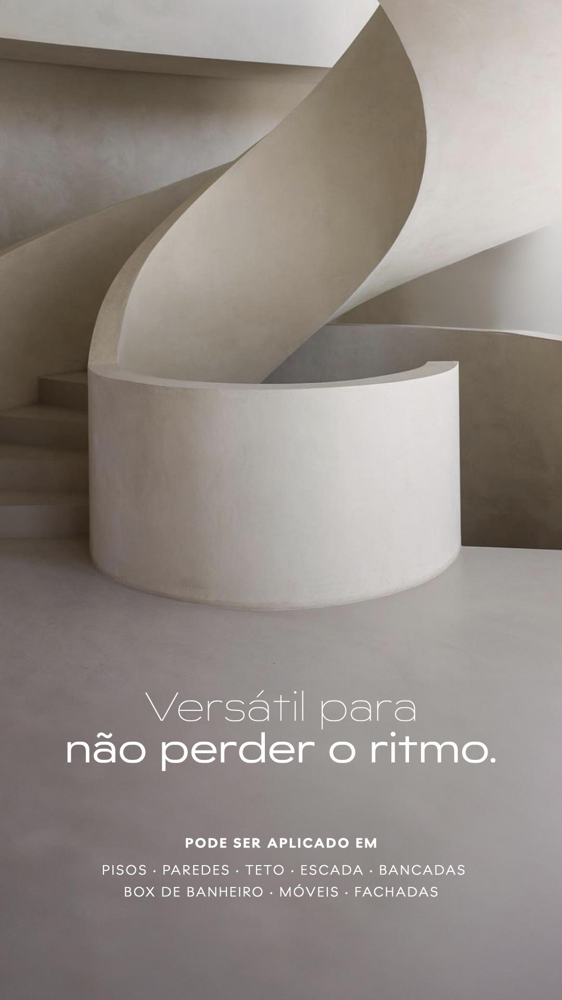 Versátil para
não perder o ritmo.
PODE SER APLICADO EM
PISOS · PAREDES · TETO · ESCADA · BANCADAS
BOX DE BANHEIRO · MÓVEIS · FACHADAS